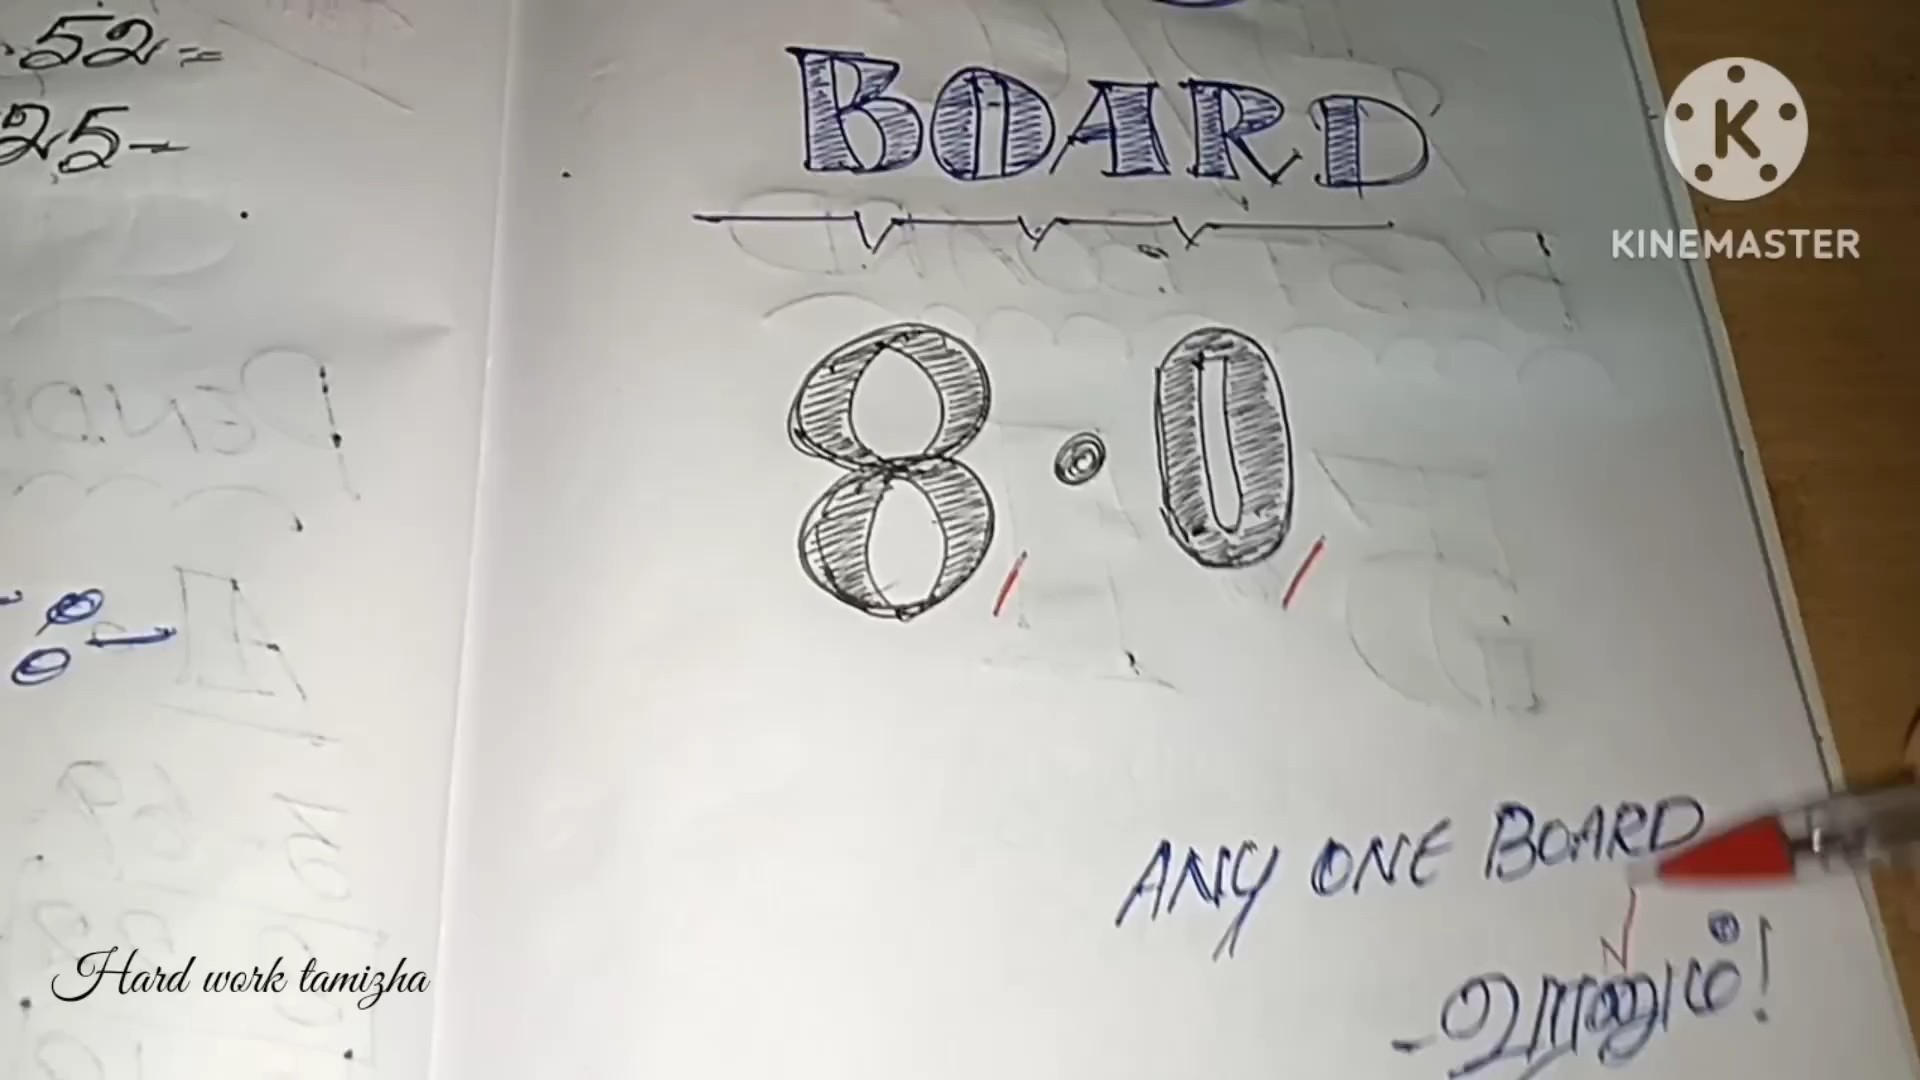 52=
25-
BOARD
8.0
ANY ONE BOARD
KINEMASTER
Hard work tamizha